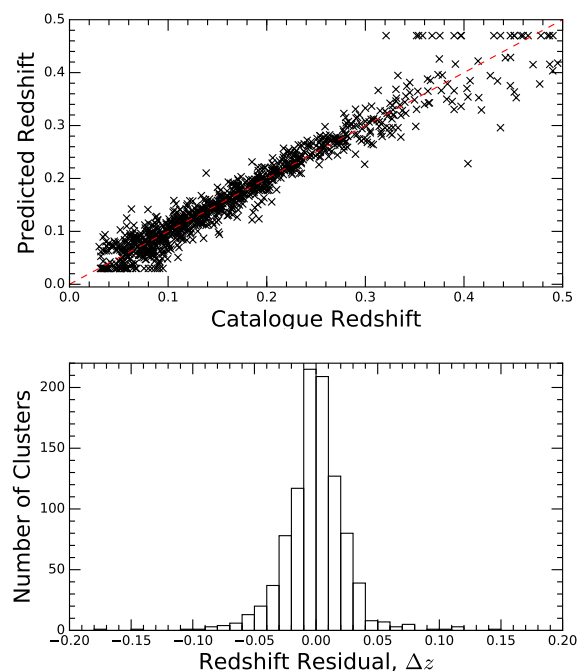 0.5
0.4
0.3
0.2
0.1
0.0
Predicted Redshift
0.0 0.1 0.2 0.3 0.4 0.5
Catalogue Redshift
200
150
100
50
0
Number of Clusters
−0.20 −0.15 −0.10 −0.05 0.00 0.05 0.10 0.15 0.20
Redshift Residual, Δz